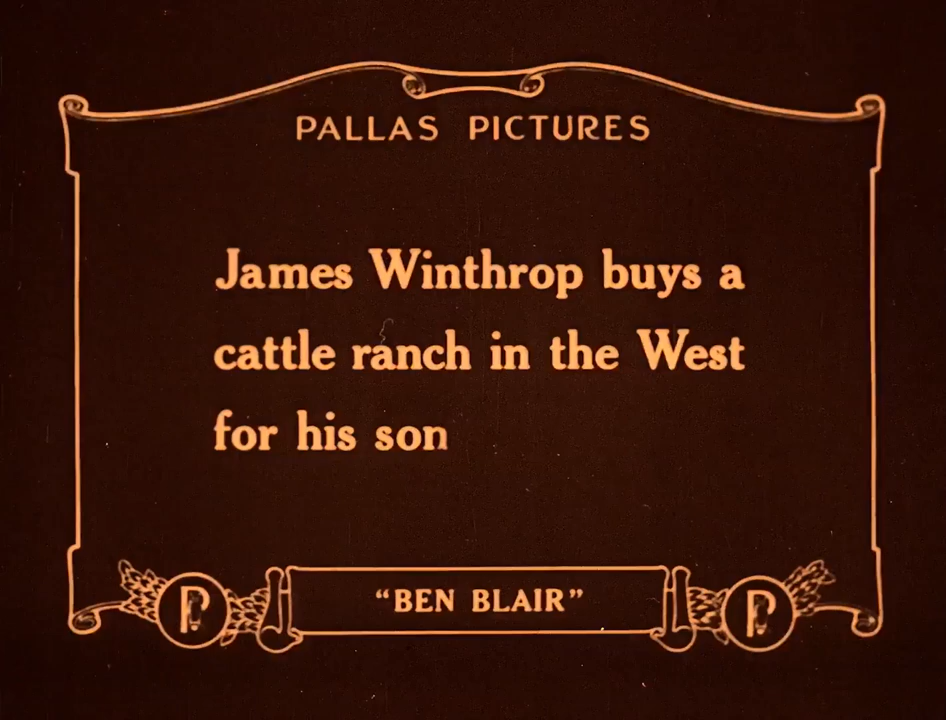 PALLAS PICTURES
James Winthrop buys a
cattle ranch in the West
for his son
P P
"BEN BLAIR"